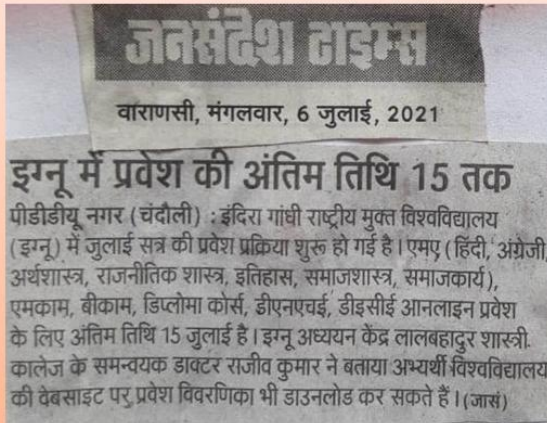 जनसंदेश टाइम्स
वाराणसी, मंगलवार, 6 जुलाई, 2021
इग्नू में प्रवेश की अंतिम तिथि 15 तक
पीडीडीयू नगर (चंदौली) : इंदिरा गांधी राष्ट्रीय मुक्त विश्वविद्यालय
(इग्नू) में जुलाई सत्र की प्रवेश प्रक्रिया शुरू हो गई है। एमए (हिंदी, अंग्रेजी,
अर्थशास्त्र, राजनीतिक शास्त्र, इतिहास, समाजशास्त्र, समाजकार्य),
एमकाम, बीकाम, डिप्लोमा कोर्स, डीएनएचई, डीइसीई आनलाइन प्रवेश
के लिए अंतिम तिथि 15 जुलाई है। इग्नू अध्ययन केंद्र लालबहादुर शास्त्री
कालेज के समन्वयक डाक्टर राजीव कुमार ने बताया अभ्यर्थी विश्वविद्यालय
की वेबसाइट पर प्रवेश विवरणिका भी डाउनलोड कर सकते हैं। (जासं)